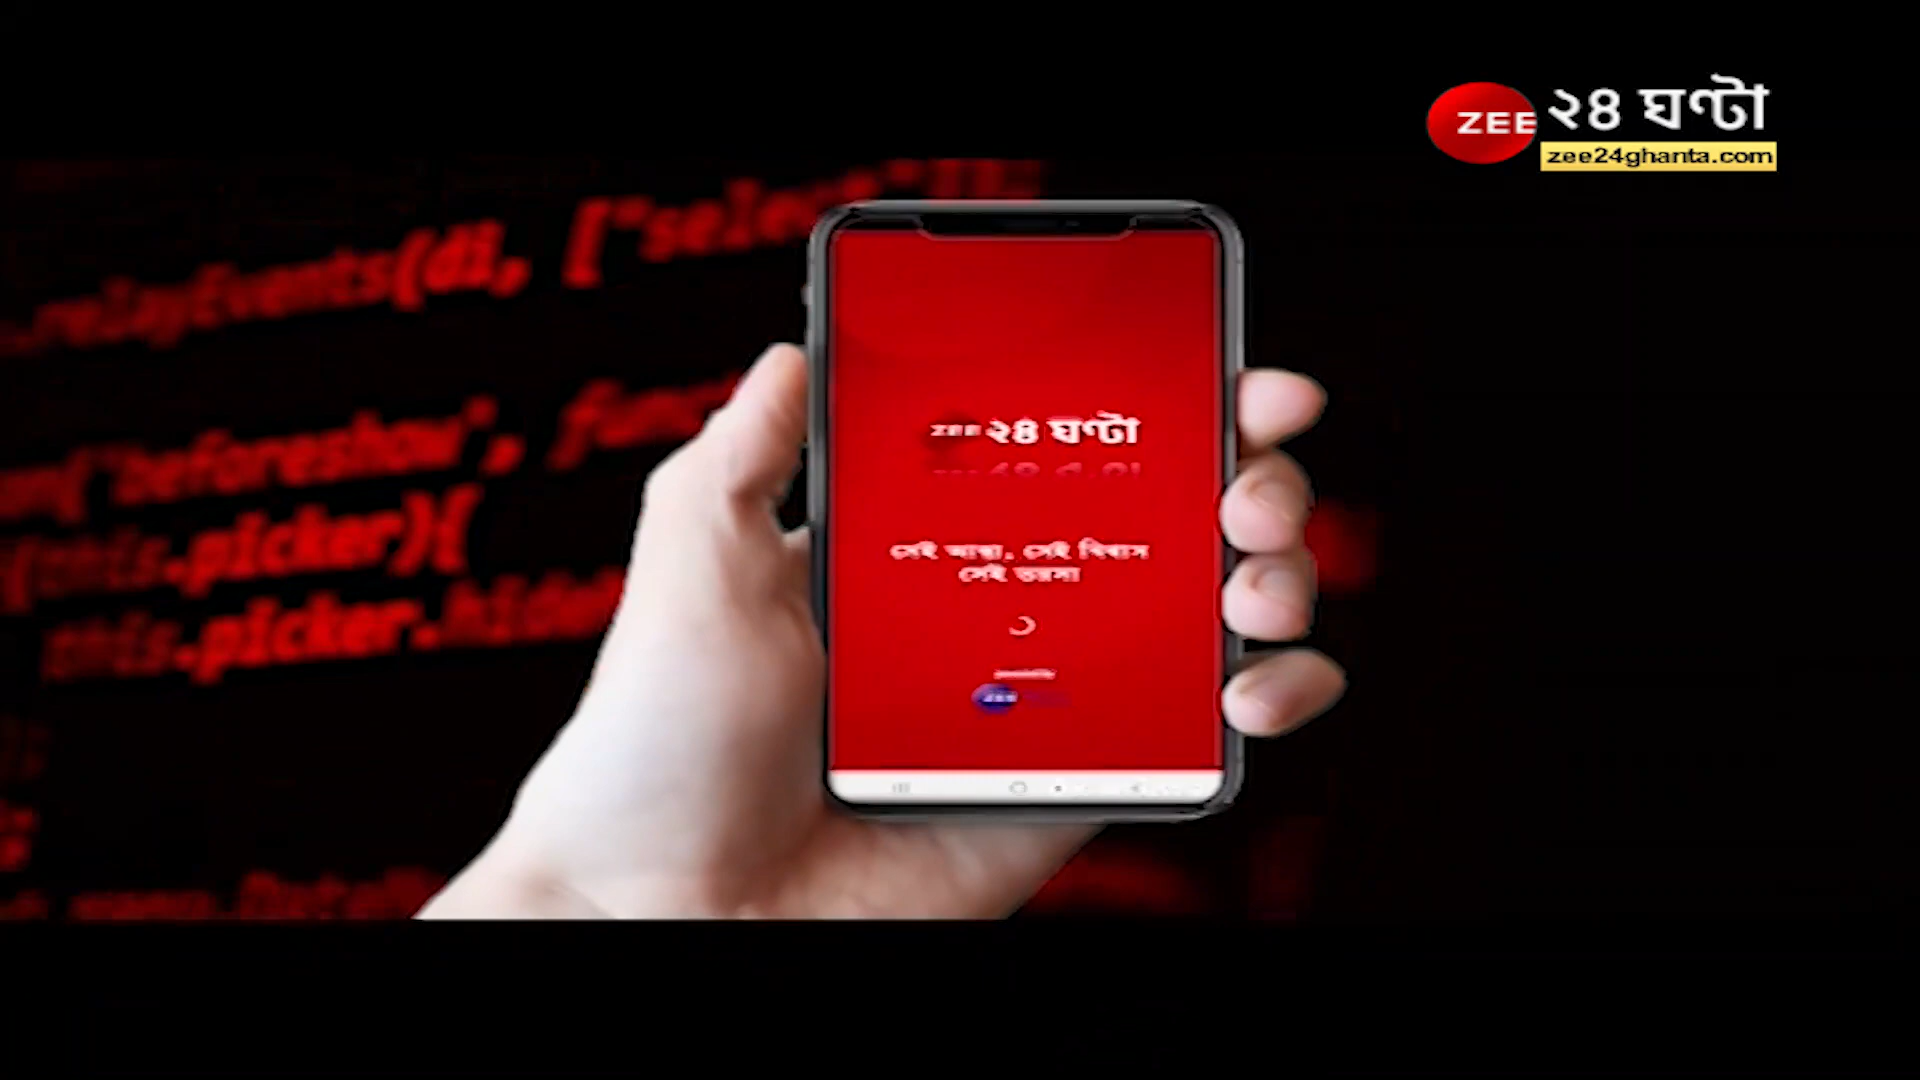 ZEE ২৪ ঘণ্টা
zee24ghanta.com
.relayEvents(di, ["select"]);
("beforeshow", func
(this.picker){
this.picker.hide
ZEE ২৪ ঘণ্টা
সেই আস্থা, সেই বিশ্বাস
সেই ভরসা
ZEE